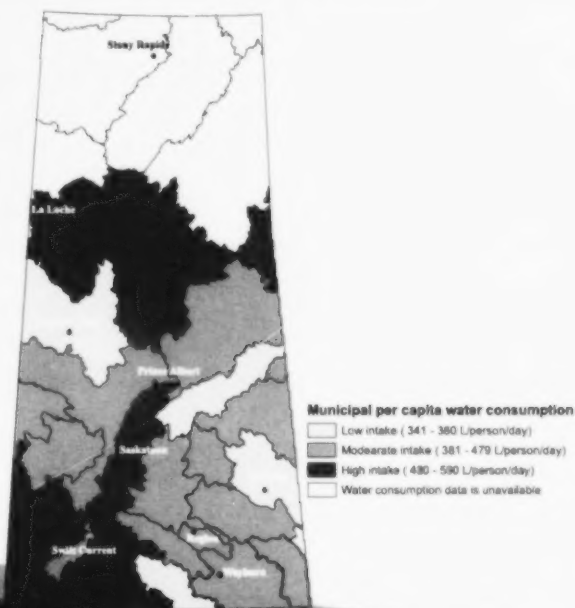 Stony Rapids
La Loche
Prince Albert
Saskatoon
Municipal per capita water consumption
Low intake ( 341 - 380 L/person/day)
Modearate intake ( 381 - 479 L/person/day)
High intake ( 480 - 590 L/person/day)
Water consumption data is unavailable
Regina
Swift Current
Weyburn